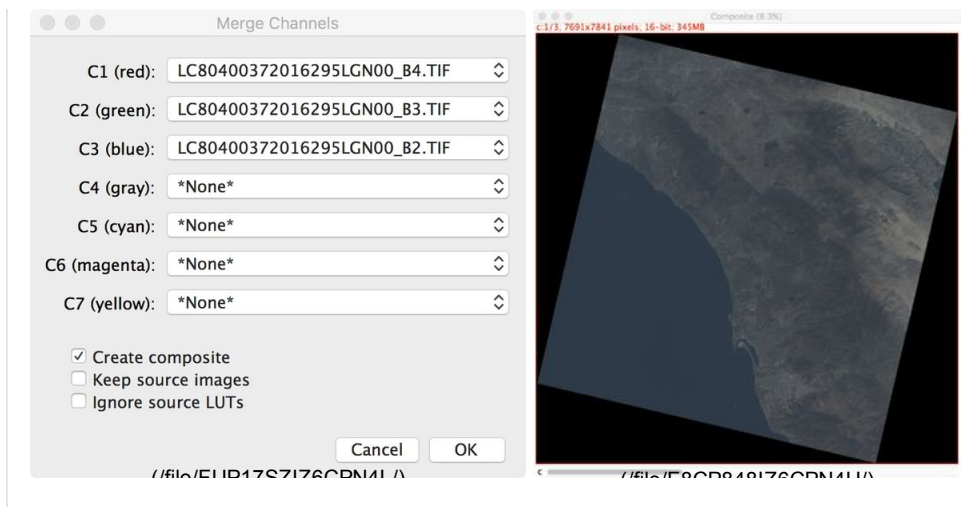 Merge Channels
C1 (red): LC80400372016295LGN00_B4.TIF
C2 (green): LC80400372016295LGN00_B3.TIF
C3 (blue): LC80400372016295LGN00_B2.TIF
C4 (gray): *None*
C5 (cyan): *None*
C6 (magenta): *None*
C7 (yellow): *None*
Create composite
Keep source images
Ignore source LUTs
Cancel OK
Composite (8.3%)
c:1/3; 7691x7841 pixels; 16-bit; 345MB
c